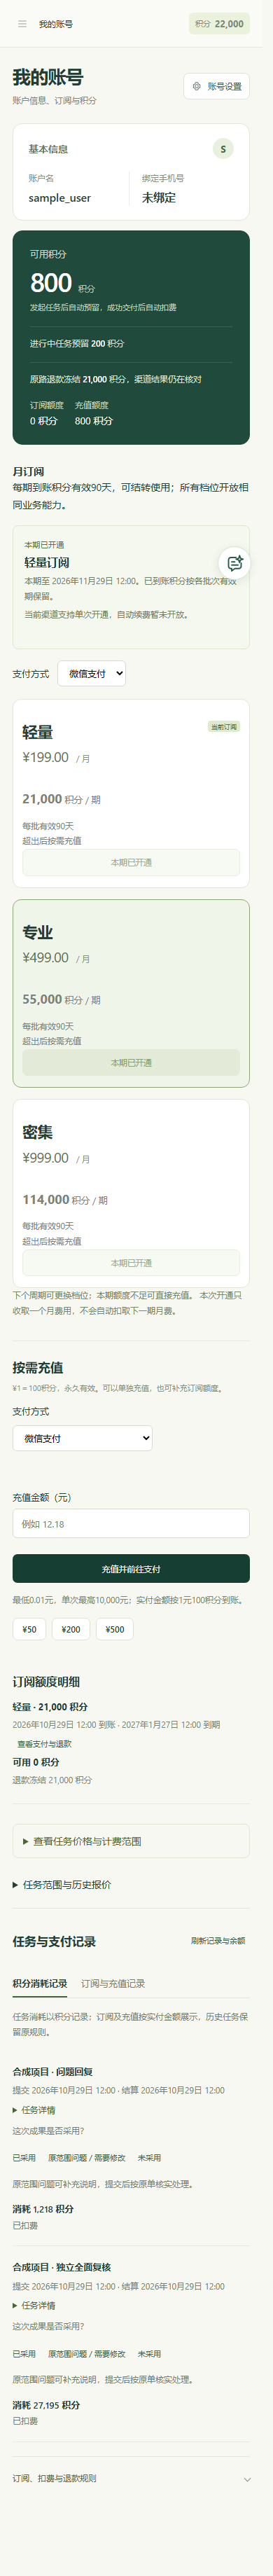 我的账号
积分 22,000
我的账号
账户信息、订阅与积分
账号设置
基本信息
S
账户名
sample_user
绑定手机号
未绑定
可用积分
800 积分
发起任务后自动预留，成功交付后自动扣费
进行中任务预留 200 积分
原路退款冻结 21,000 积分，渠道结果仍在核对
订阅额度
0 积分
充值额度
800 积分
月订阅
每期到账积分有效90天，可结转使用；所有档位开放相
同业务能力。
本期已开通
轻量订阅
本期至 2026年11月29日 12:00。已到账积分按各批次有效
期保留。
当前渠道支持单次开通，自动续费暂未开放。
支付方式
微信支付
轻量
当前订阅
¥199.00 / 月
21,000 积分 / 期
每批有效90天
超出后按需充值
本期已开通
专业
¥499.00 / 月
55,000 积分 / 期
每批有效90天
超出后按需充值
本期已开通
密集
¥999.00 / 月
114,000 积分 / 期
每批有效90天
超出后按需充值
本期已开通
下个周期可更换档位；本期额度不足可直接充值。 本次开通只
收取一个月费用，不会自动扣取下一期月费。
按需充值
¥1＝100积分，永久有效。可以单独充值，也可补充订阅额度。
支付方式
微信支付
充值金额（元）
例如 12.18
充值并前往支付
最低0.01元，单次最高10,000元；实付金额按1元100积分到账。
¥50
¥200
¥500
订阅额度明细
轻量 · 21,000 积分
2026年10月29日 12:00 到账 · 2027年1月27日 12:00 到期
查看支付与退款
可用 0 积分
退款冻结 21,000 积分
查看任务价格与计费范围
任务范围与历史报价
任务与支付记录
刷新记录与余额
积分消耗记录
订阅与充值记录
任务消耗以积分记录；订阅及充值按实付金额展示，历史任务保
留原规则。
合成项目 · 问题回复
提交 2026年10月29日 12:00 · 结算 2026年10月29日 12:00
任务详情
这次成果是否采用？
已采用
原范围问题 / 需要修改
未采用
原范围问题可补充说明，提交后按原单核实处理。
消耗 1,218 积分
已扣费
合成项目 · 独立全面复核
提交 2026年10月29日 12:00 · 结算 2026年10月29日 12:00
任务详情
这次成果是否采用？
已采用
原范围问题 / 需要修改
未采用
原范围问题可补充说明，提交后按原单核实处理。
消耗 27,195 积分
已扣费
订阅、扣费与退款规则